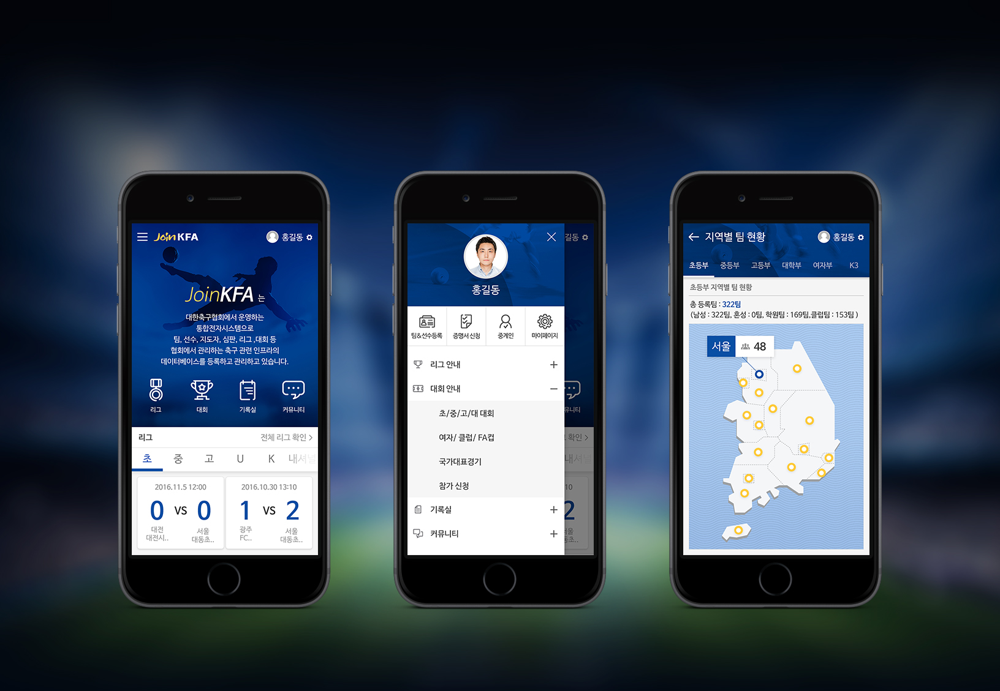 Join KFA
홍길동
JoinKFA 는
대한축구협회에서 운영하는
통합전자시스템으로
팀, 선수, 지도자, 심판, 리그 ,대회 등
협회에서 관리하는 축구 관련 인프라의
데이터베이스를 등록하고 관리하고 있습니다.
리그
대회
기록실
커뮤니티
리그
전체 리그 확인 >
초 중 고 U K 내셔널
2016.11.5 12:00
0 VS 0
대전
대전시..
서울
대동초..
2016.10.30 13:10
1 VS 2
광주
FC..
서울
대동초..
홍길동
팀&선수등록
증명서 신청
중계인
마이페이지
리그 안내 +
대회 안내 −
초/중/고/대 대회
여자/ 클럽/ FA컵
국가대표경기
참가 신청
기록실 +
커뮤니티 +
길동
뮤니티
확인 >
내셔널
10
2
서울
동초..
지역별 팀 현황
홍길동
초등부 중등부 고등부 대학부 여자부 K3
초등부 지역별 팀 현황
총 등록팀 : 322팀
(남성 : 322팀, 혼성 : 0팀, 학원팀 : 169팀,클럽팀 : 153팀 )
서울 48